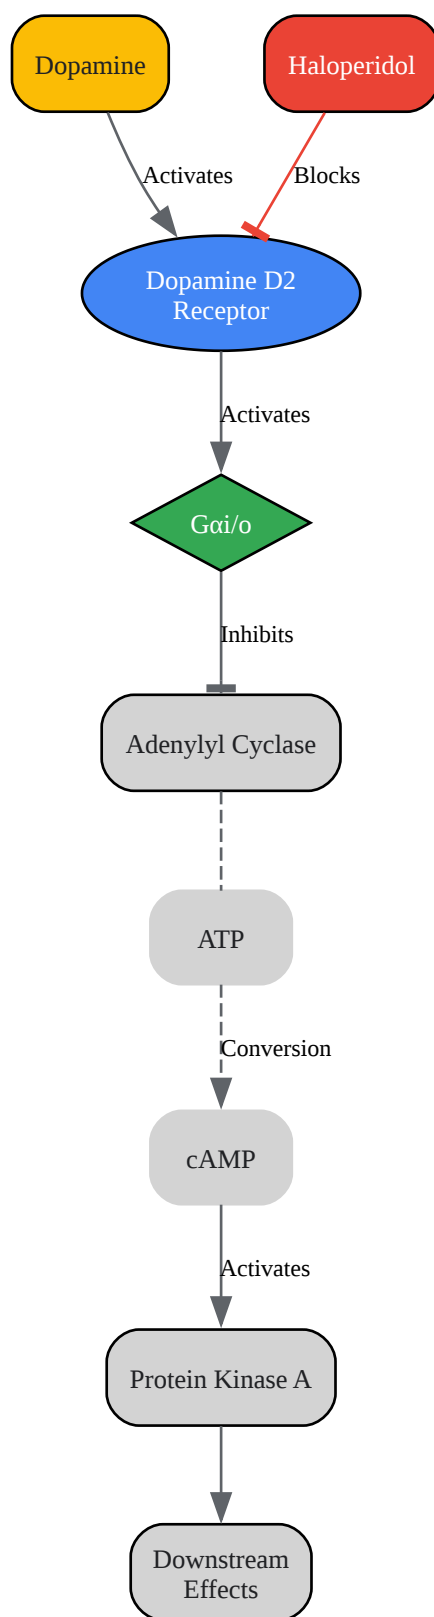 Dopamine
Haloperidol
Activates
Blocks
Dopamine D2
Receptor
Activates
Gαi/o
Inhibits
Adenylyl Cyclase
ATP
Conversion
cAMP
Activates
Protein Kinase A
Downstream
Effects